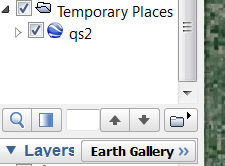 Temporary Places
qs2
Layers
Earth Gallery »